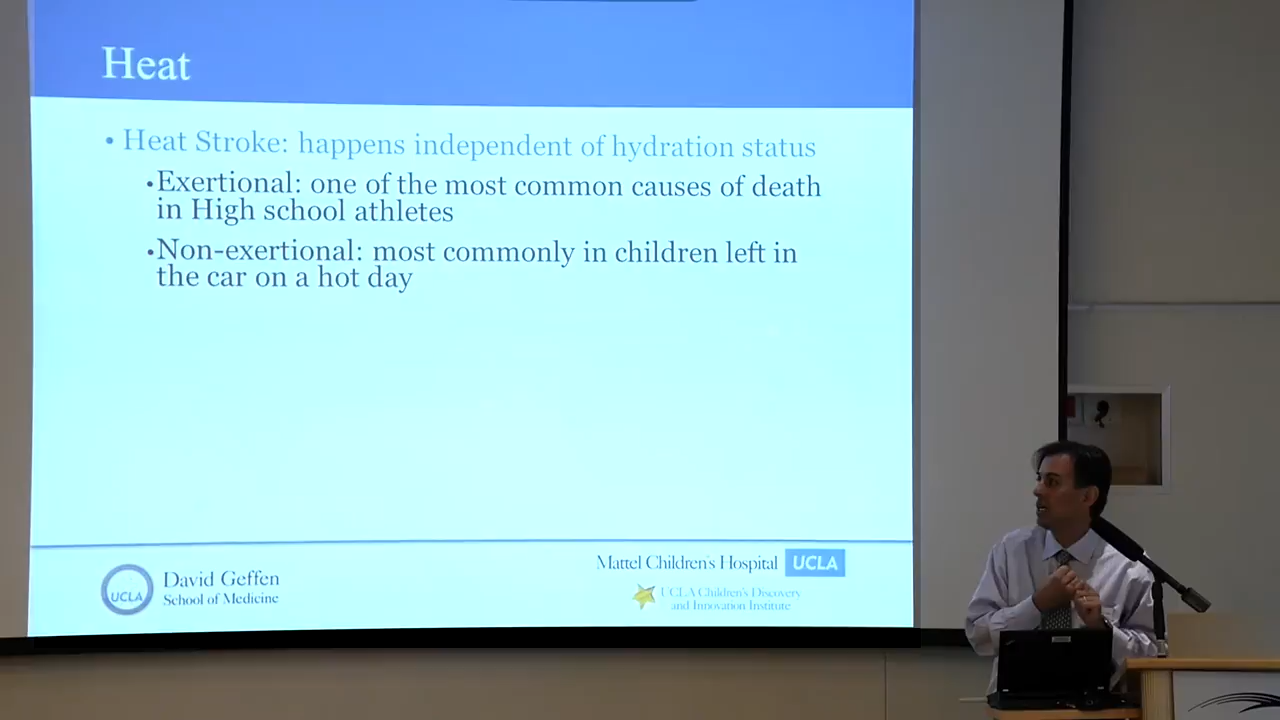 Heat
• Heat Stroke: happens independent of hydration status
•Exertional: one of the most common causes of death
in High school athletes
•Non-exertional: most commonly in children left in
the car on a hot day
UCLA
David Geffen
School of Medicine
Mattel Children's Hospital UCLA
UCLA Children's Discovery
and Innovation Institute